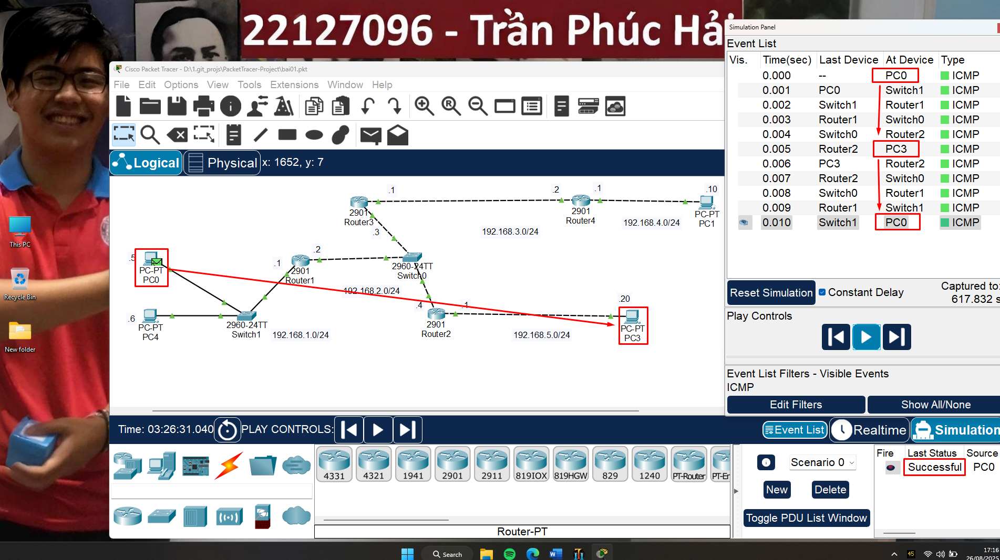 22127096 - Trần Phúc Hải
Simulation Panel
Event List
Vis. Time(sec) Last Device At Device Type
0.000 -- PC0 ICMP
0.001 PC0 Switch1 ICMP
0.002 Switch1 Router1 ICMP
0.003 Router1 Switch0 ICMP
0.004 Switch0 Router2 ICMP
0.005 Router2 PC3 ICMP
0.006 PC3 Router2 ICMP
0.007 Router2 Switch0 ICMP
0.008 Switch0 Router1 ICMP
0.009 Router1 Switch1 ICMP
0.010 Switch1 PC0 ICMP
Reset Simulation Constant Delay Captured to:
617.832 s
Play Controls
Event List Filters - Visible Events
ICMP
Edit Filters Show All/None
Cisco Packet Tracer - D:\1.git_projs\PacketTracer-Project\bai01.pkt
File Edit Options View Tools Extensions Window Help
Logical Physical x: 1652, y: 7
.1 .2 .1 .10
2901
Router3
2901
Router4
PC-PT
PC1
192.168.4.0/24
192.168.3.0/24
.3
.5
PC-PT
PC0
.1
.2
2901
Router1
2960-24TT
Switch0
192.168.2.0/24
.6
PC-PT
PC4
2960-24TT
Switch1
192.168.1.0/24
.4
.1
2901
Router2
192.168.5.0/24
.20
PC-PT
PC3
Time: 03:26:31.040 PLAY CONTROLS:
Event List Realtime Simulation
4331 4321 1941 2901 2911 819IOX 819HGW 829 1240 PT-Router PT-Er
Router-PT
Scenario 0
New Delete
Toggle PDU List Window
Fire Last Status Source
Successful PC0
This PC
Recycle Bin
New folder
Search
45
17:16
26/08/2025